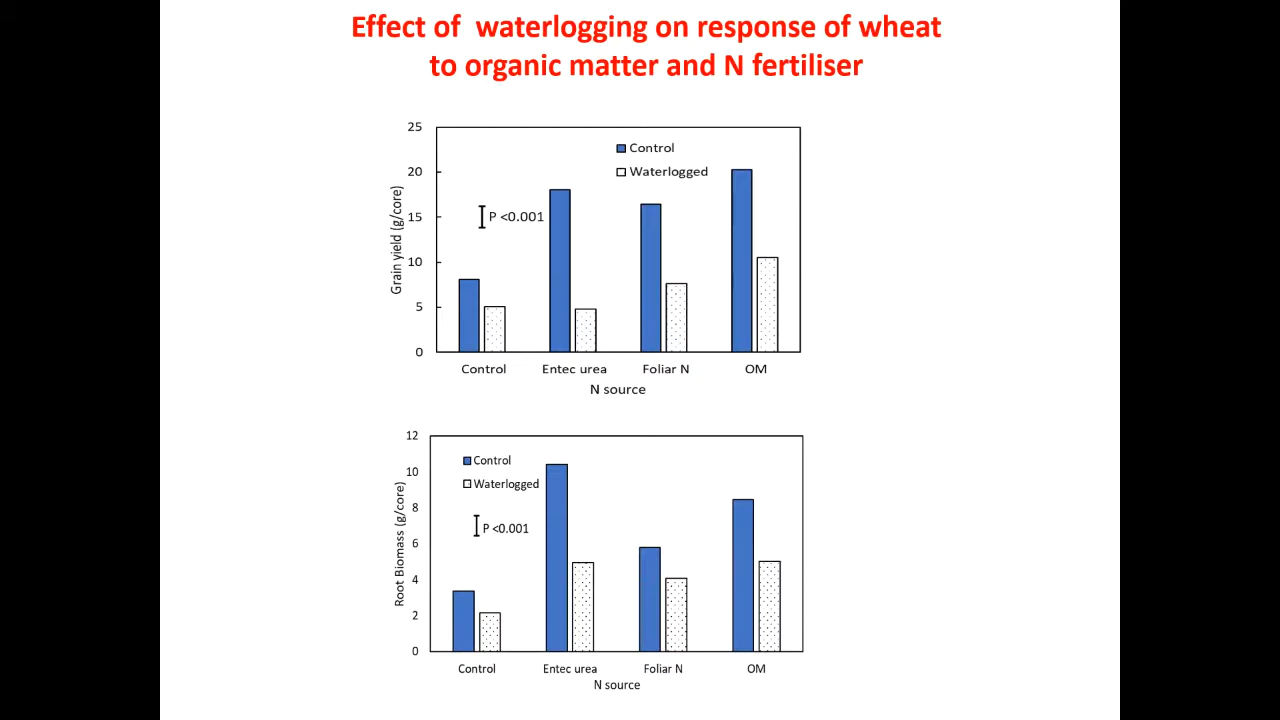 Effect of  waterlogging on response of wheat
to organic matter and N fertiliser
25
20
15
10
5
0
Grain yield (g/core)
Control
Waterlogged
P <0.001
Control
Entec urea
Foliar N
OM
N source
12
10
8
6
4
2
0
Root Biomass (g/core)
Control
Waterlogged
P <0.001
Control
Entec urea
Foliar N
OM
N source